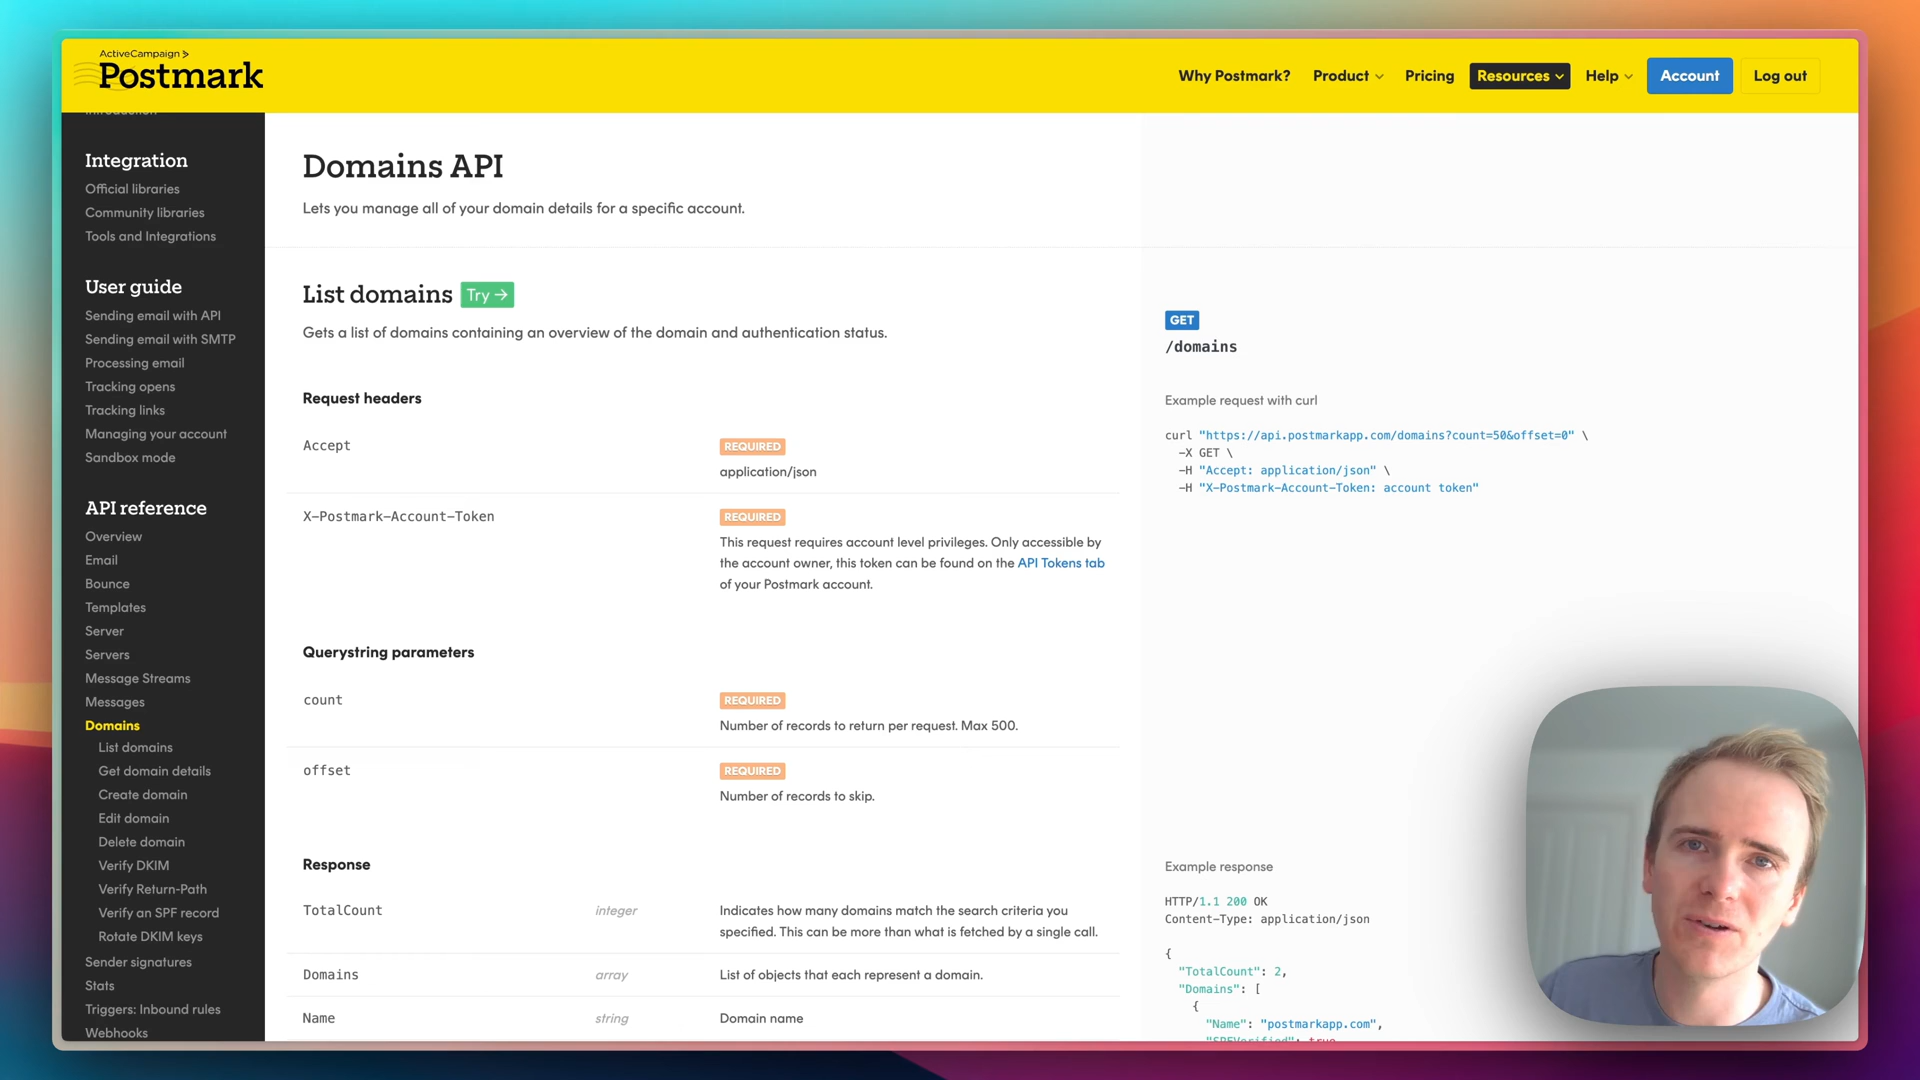 ActiveCampaign >
Postmark
Why Postmark?
Product
Pricing
Resources
Help
Account
Log out
Introduction
Integration
Official libraries
Community libraries
Tools and Integrations
User guide
Sending email with API
Sending email with SMTP
Processing email
Tracking opens
Tracking links
Managing your account
Sandbox mode
API reference
Overview
Email
Bounce
Templates
Server
Servers
Message Streams
Messages
Domains
List domains
Get domain details
Create domain
Edit domain
Delete domain
Verify DKIM
Verify Return-Path
Verify an SPF record
Rotate DKIM keys
Sender signatures
Stats
Triggers: Inbound rules
Webhooks
Domains API
Lets you manage all of your domain details for a specific account.
List domains Try →
Gets a list of domains containing an overview of the domain and authentication status.
Request headers
Accept
REQUIRED
application/json
X-Postmark-Account-Token
REQUIRED
This request requires account level privileges. Only accessible by
the account owner, this token can be found on the API Tokens tab
of your Postmark account.
Querystring parameters
count
REQUIRED
Number of records to return per request. Max 500.
offset
REQUIRED
Number of records to skip.
Response
TotalCount integer Indicates how many domains match the search criteria you
specified. This can be more than what is fetched by a single call.
Domains array List of objects that each represent a domain.
Name string Domain name
GET
/domains
Example request with curl
curl "https://api.postmarkapp.com/domains?count=50&offset=0" \
-X GET \
-H "Accept: application/json" \
-H "X-Postmark-Account-Token: account token"
Example response
HTTP/1.1 200 OK
Content-Type: application/json
{
"TotalCount": 2,
"Domains": [
{
"Name": "postmarkapp.com",
"SPFVerified": true,